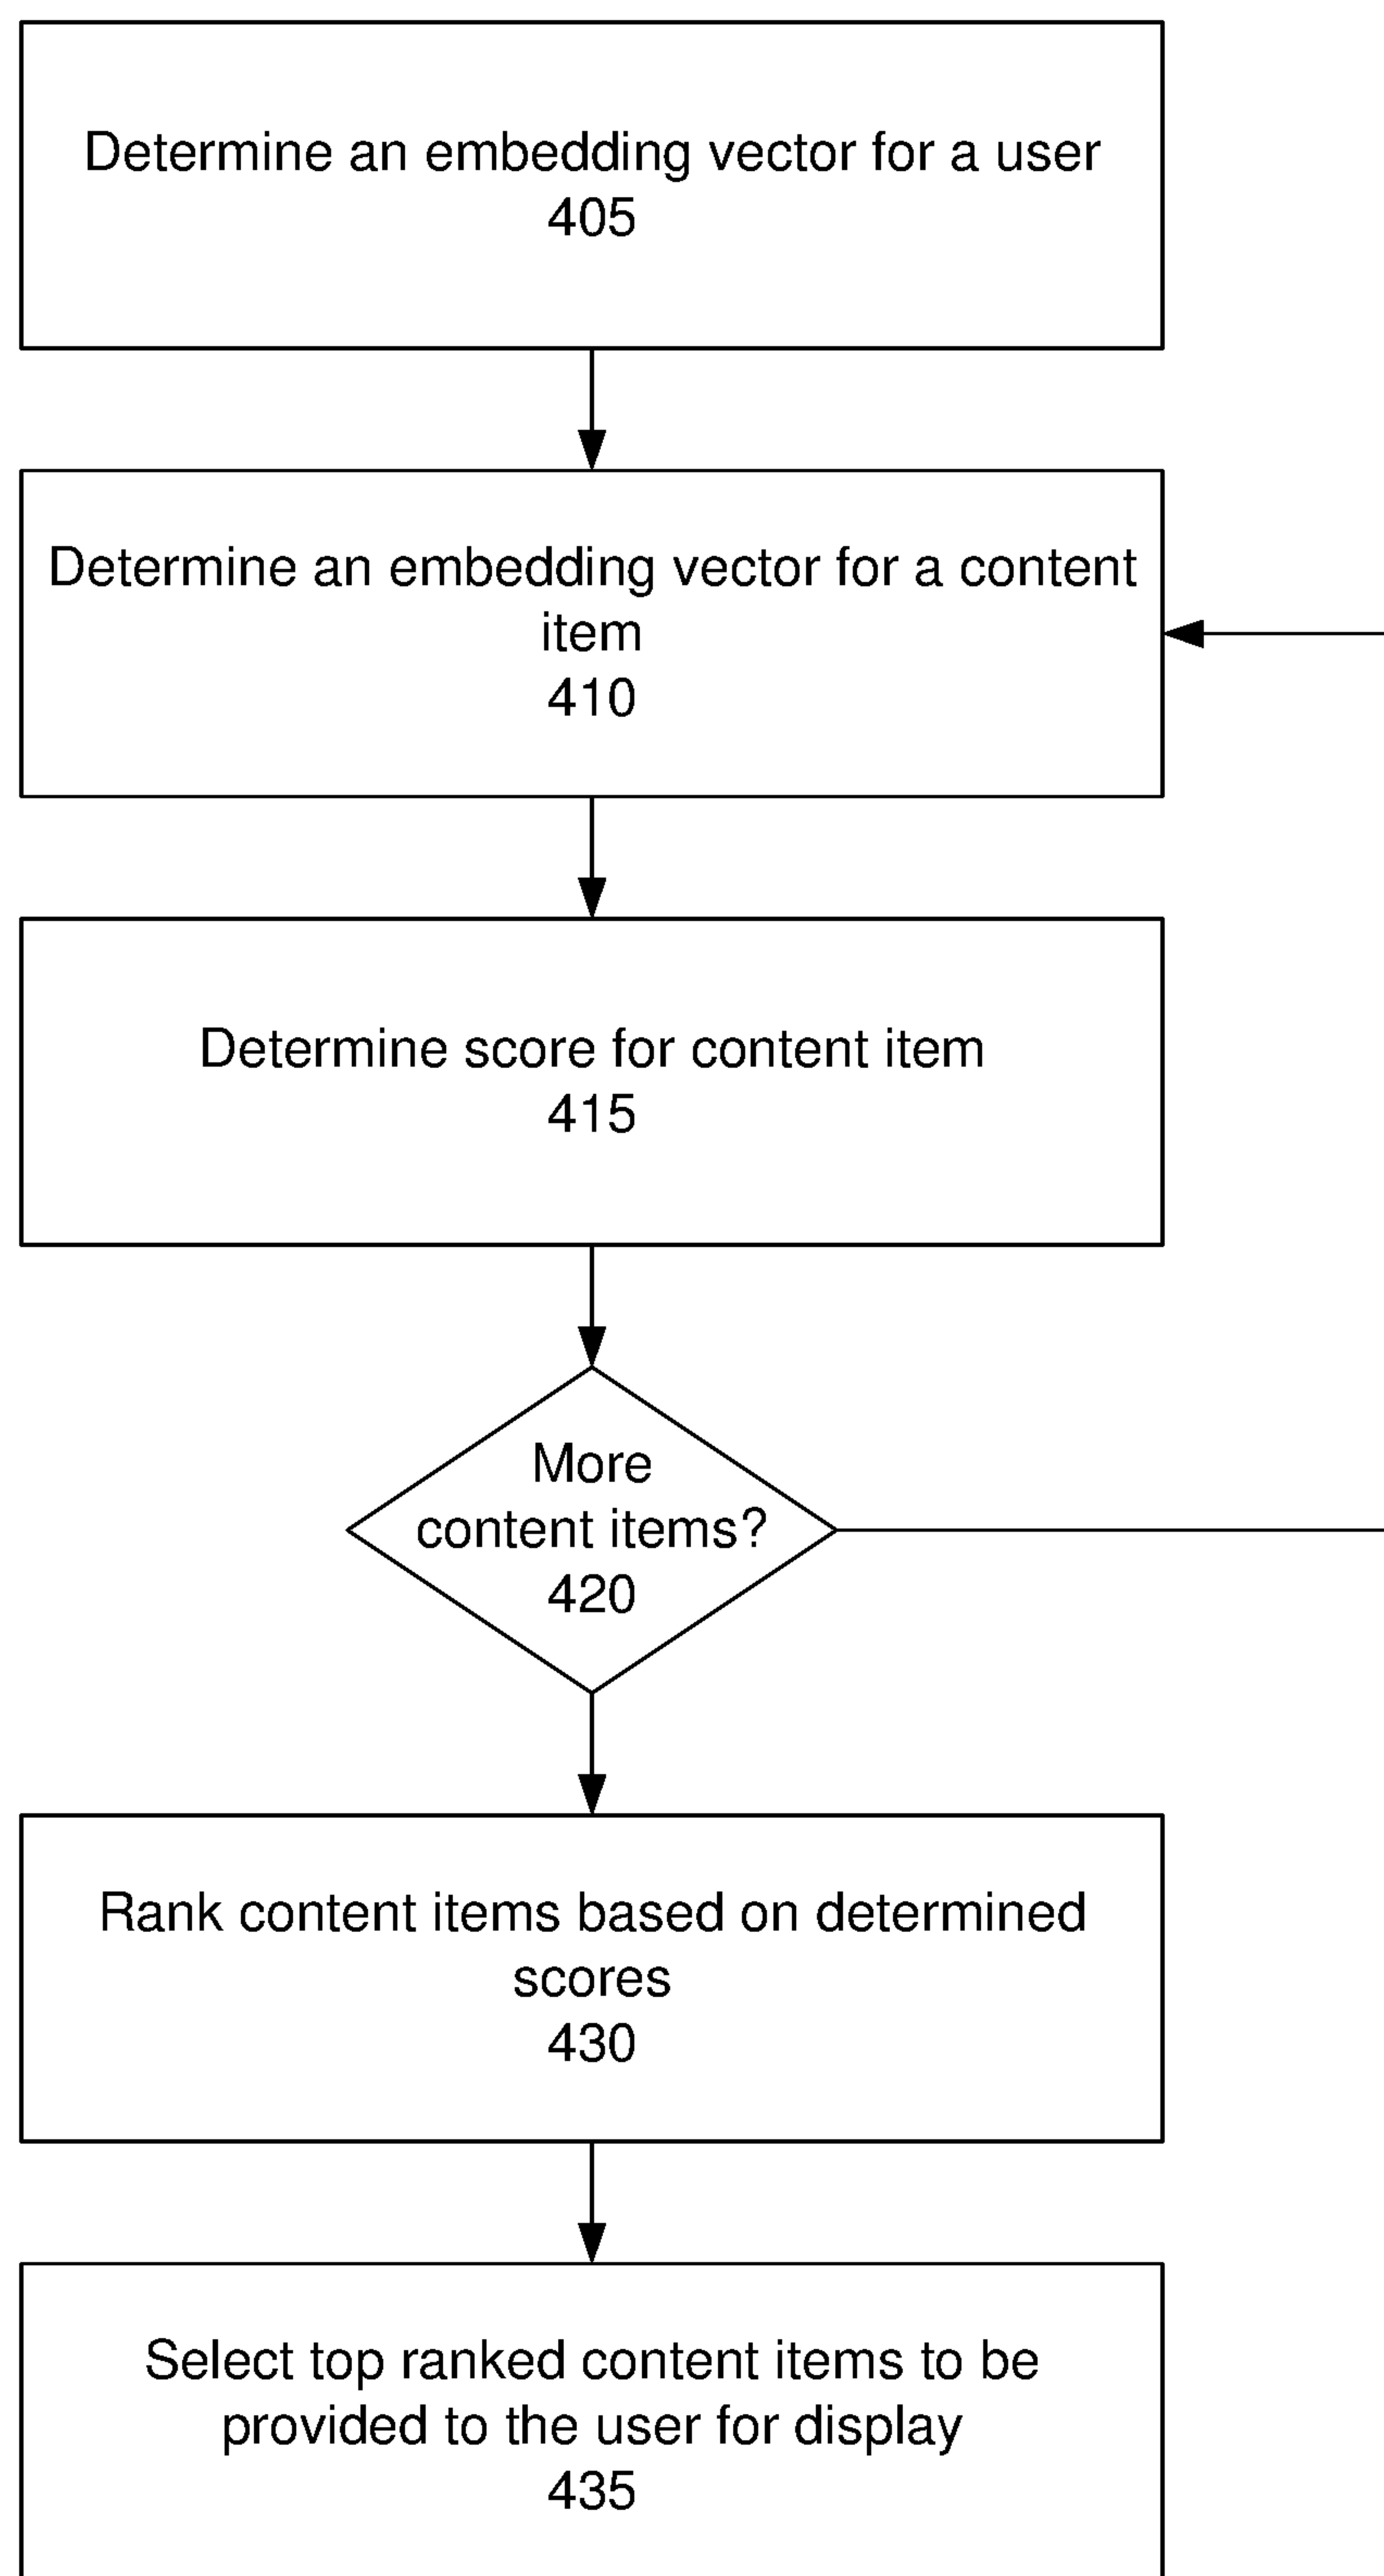 Determine an embedding vector for a user
405
Determine an embedding vector for a content
item
410
Determine score for content item
415
More
content items?
420
Rank content items based on determined
scores
430
Select top ranked content items to be
provided to the user for display
435